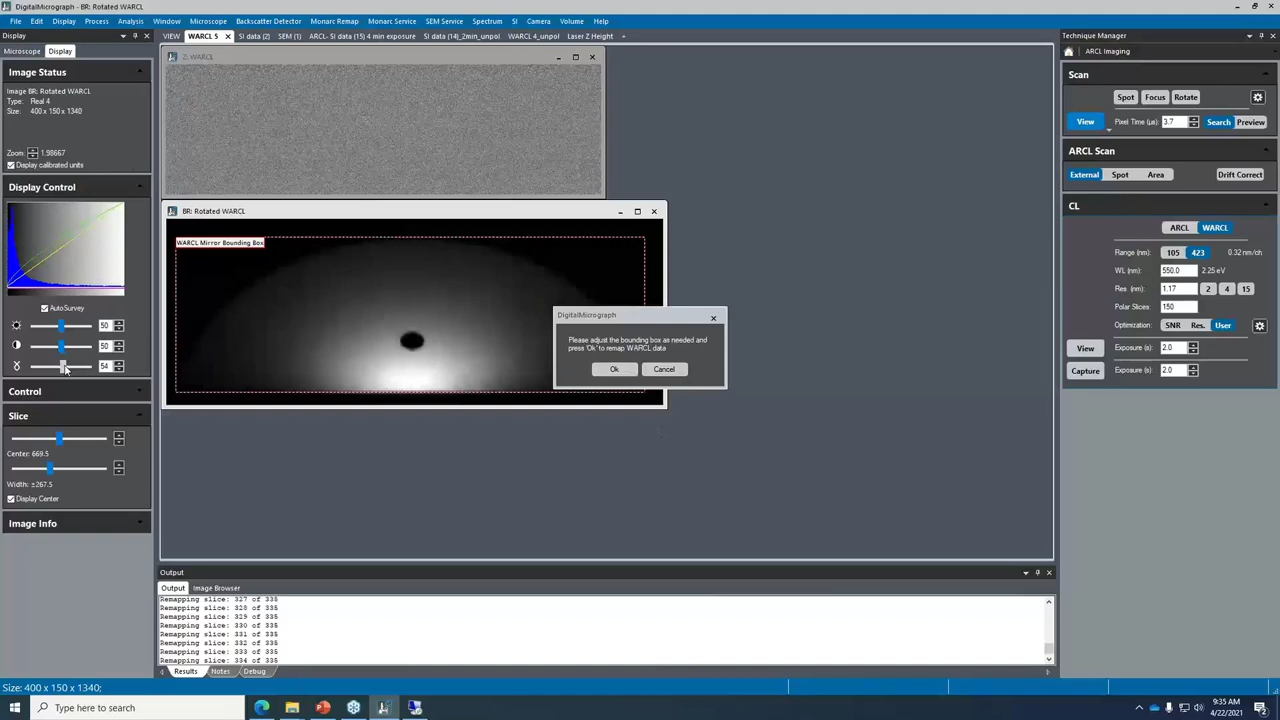 DigitalMicrograph - BR: Rotated WARCL
File Edit Display Process Analysis Window Microscope Backscatter Detector Monarc Remap Monarc Service SEM Service Spectrum SI Camera Volume Help
Display
VIEW WARCL 5 SI data (2) SEM (1) ARCL- SI data (15) 4 min exposure SI data (14)_2min_unpol WARCL 4_unpol Laser Z Height
Technique Manager
Microscope Display
ARCL Imaging
Image Status
Image BR: Rotated WARCL
Type: Real 4
Size: 400 x 150 x 1340
Zoom: 1.98667
Display calibrated units
Display Control
AutoSurvey
50
50
54
Control
Slice
Center: 669.5
Width: ±267.5
Display Center
Image Info
Z: WARCL
BR: Rotated WARCL
WARCL Mirror Bounding Box
DigitalMicrograph
Please adjust the bounding box as needed and
press 'Ok' to remap WARCL data
Ok Cancel
Scan
Spot Focus Rotate
View Pixel Time (µs) 3.7 Search Preview
ARCL Scan
External Spot Area Drift Correct
CL
ARCL WARCL
Range (nm): 105 423 0.32 nm/ch
WL (nm): 550.0 2.25 eV
Res (nm): 1.17 2 4 15
Polar Slices: 150
Optimization: SNR Res. User
View Exposure (s): 2.0
Capture Exposure (s): 2.0
Output
Output Image Browser
Remapping slice: 327 of 335
Remapping slice: 328 of 335
Remapping slice: 329 of 335
Remapping slice: 330 of 335
Remapping slice: 331 of 335
Remapping slice: 332 of 335
Remapping slice: 333 of 335
Remapping slice: 334 of 335
Results Notes Debug
Size: 400 x 150 x 1340;
Type here to search
9:35 AM
4/22/2021
2